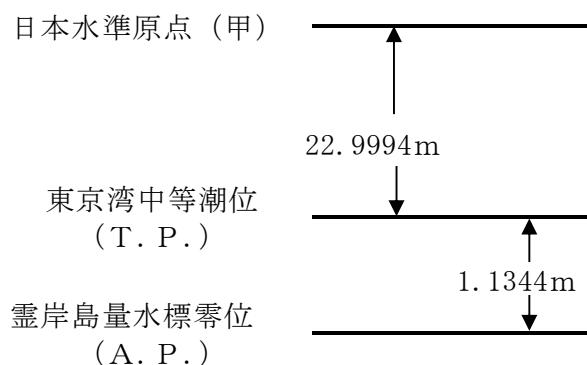 日本水準原点（甲）
22.9994m
東京湾中等潮位
（T.P.）
1.1344m
霊岸島量水標零位
（A.P.）